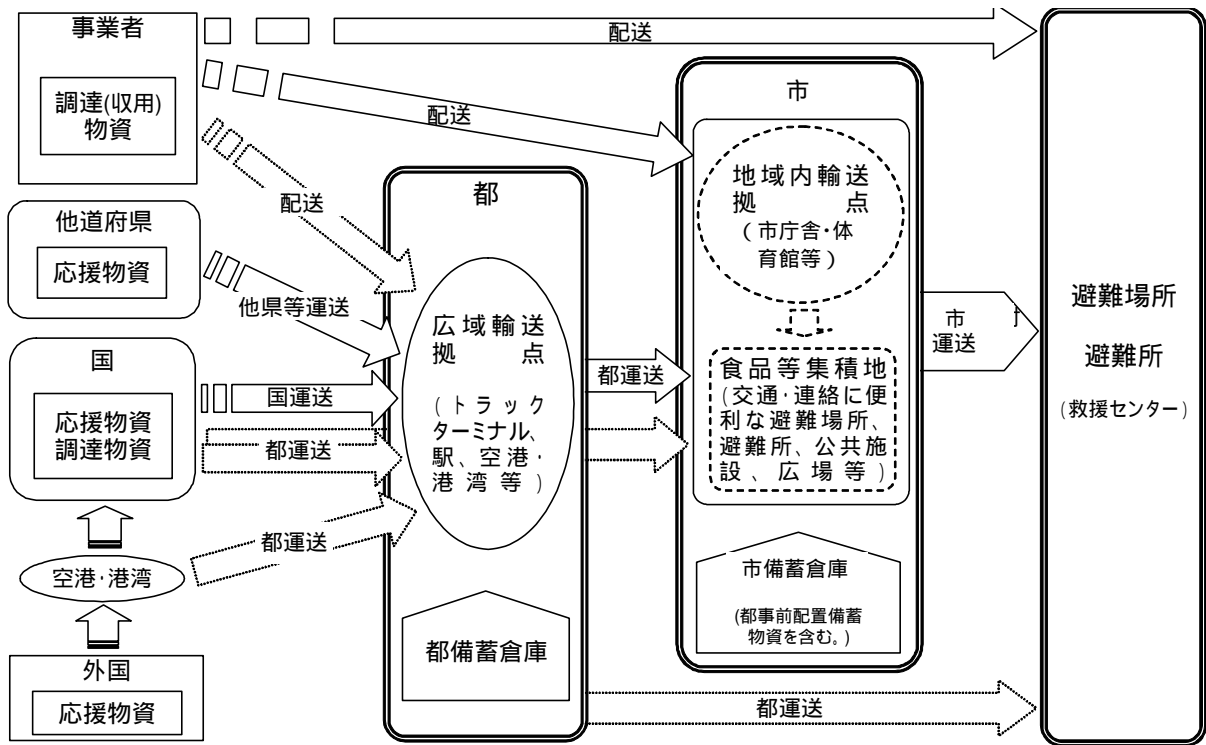 事業者
調達(収用)
物資
配送
配送
配送
他道府県
応援物資
他県等運送
国
応援物資
調達物資
国運送
都運送
空港・港湾
都運送
外国
応援物資
都
広域輸送
拠点
(トラック
ターミナル、
駅、空港・
港湾等)
都備蓄倉庫
都運送
都運送
市
地域内輸送
拠点
(市庁舎・体
育館等)
食品等集積地
(交通・連絡に便
利な避難場所、
避難所、公共施
設、広場等)
市備蓄倉庫
(都事前配置備蓄
物資を含む。)
市
運送
避難場所
避難所
(救援センター)